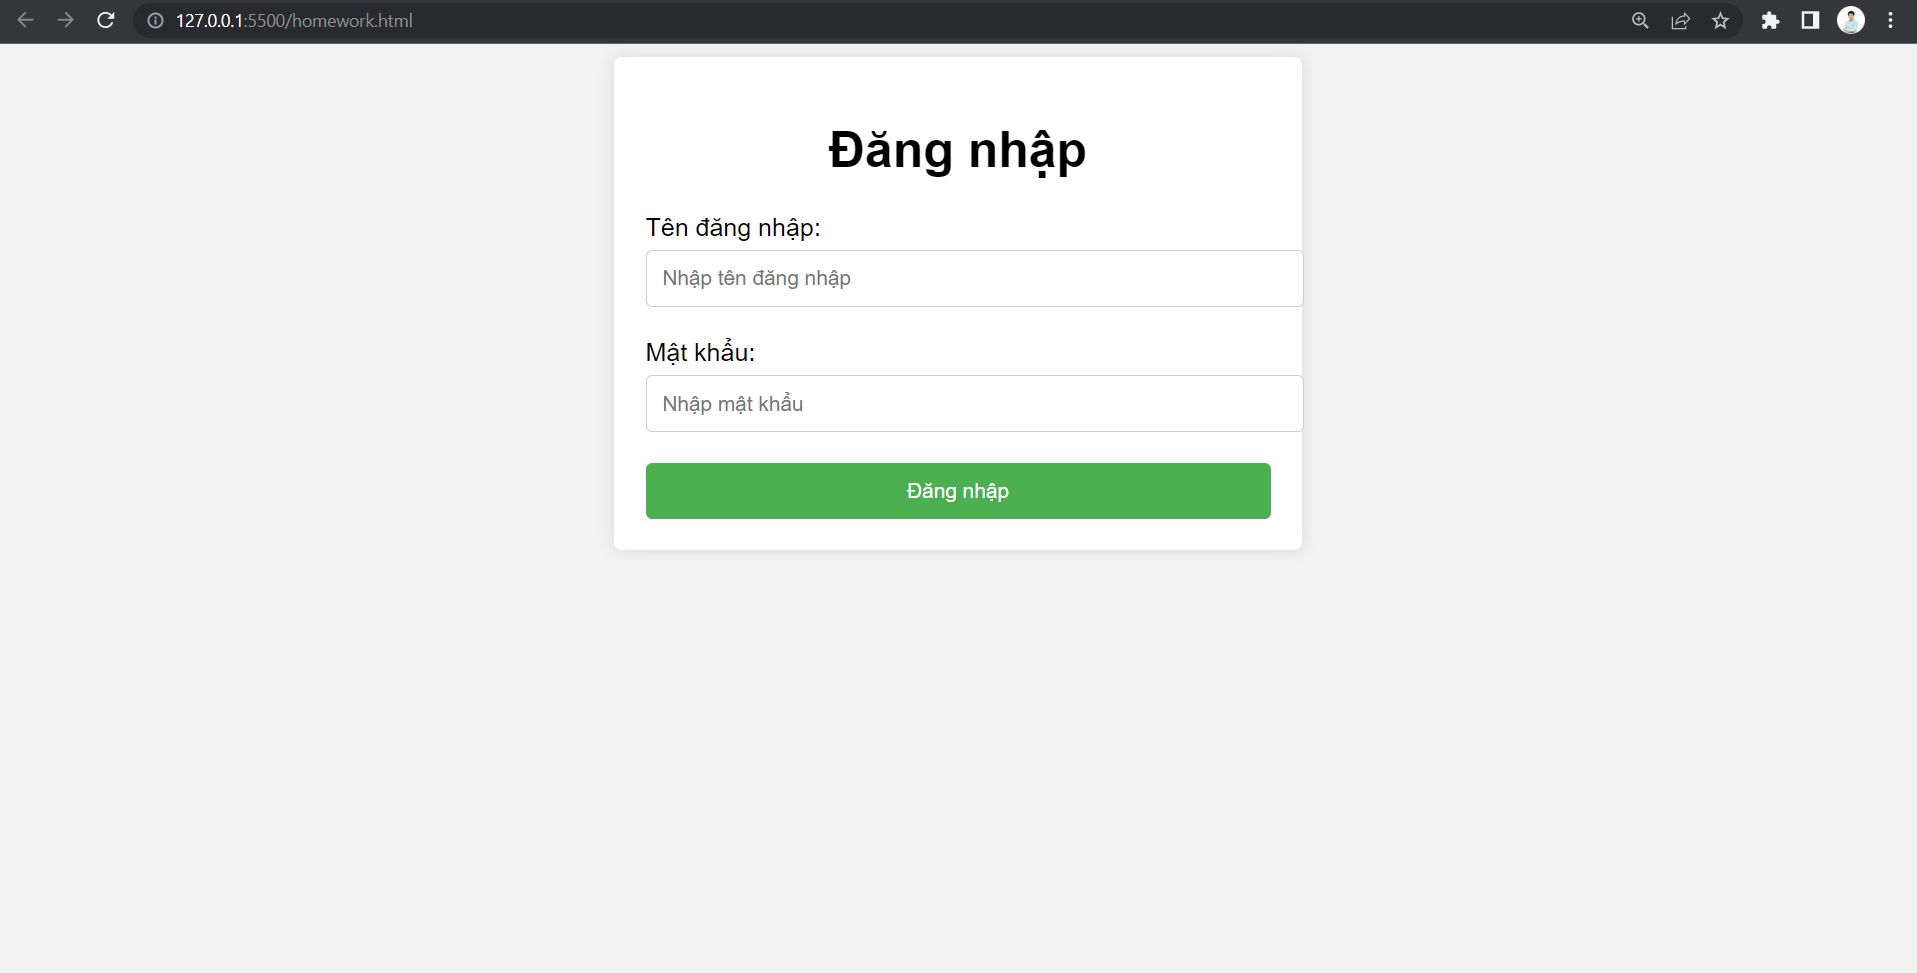 127.0.0.1:5500/homework.html
Đăng nhập
Tên đăng nhập:
Nhập tên đăng nhập
Mật khẩu:
Nhập mật khẩu
Đăng nhập